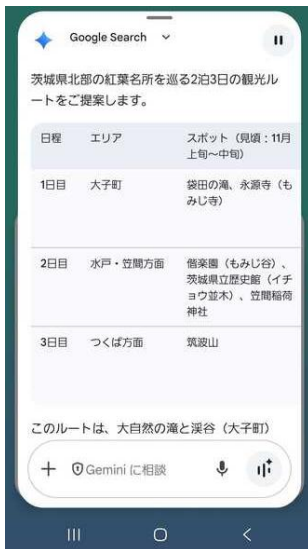 Google Search
茨城県北部の紅葉名所を巡る2泊3日の観光ル
ートをご提案します。
日程 エリア スポット（見頃：11月
上旬〜中旬）
1日目 大子町 袋田の滝、永源寺（も
みじ寺）
2日目 水戸・笠間方面 偕楽園（もみじ谷）、
茨城県立歴史館（イチ
ョウ並木）、笠間稲荷
神社
3日目 つくば方面 筑波山
このルートは、大自然の滝と渓谷（大子町）
Gemini に相談